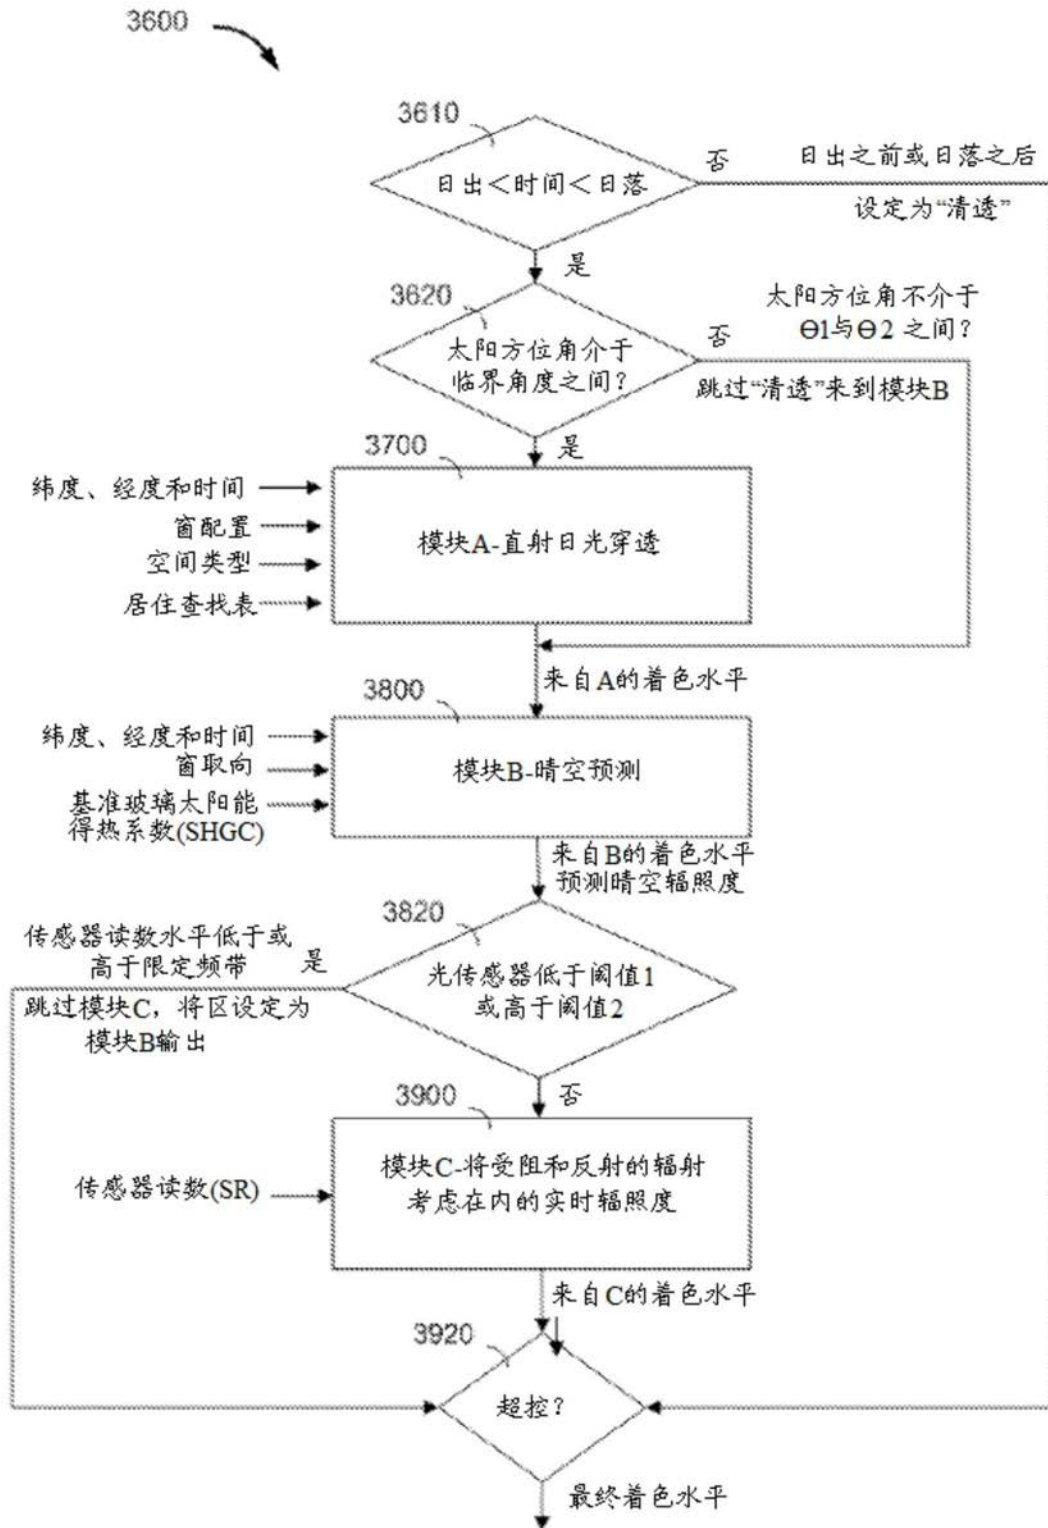 3600
3610
日出<时间<日落
否
日出之前或日落之后
设定为“清透”
是
3620
太阳方位角介于
临界角度之间?
否
太阳方位角不介于
Θ1与Θ2 之间?
跳过“清透”来到模块B
是
3700
纬度、经度和时间
窗配置
空间类型
居住查找表
模块A-直射日光穿透
来自A的着色水平
3800
纬度、经度和时间
窗取向
基准玻璃太阳能
得热系数(SHGC)
模块B-晴空预测
来自B的着色水平
预测晴空辐照度
3820
传感器读数水平低于或
高于限定频带
是
跳过模块C,将区设定为
模块B输出
光传感器低于阈值1
或高于阈值2
否
3900
传感器读数(SR)
模块C-将受阻和反射的辐射
考虑在内的实时辐照度
来自C的着色水平
3920
超控?
最终着色水平